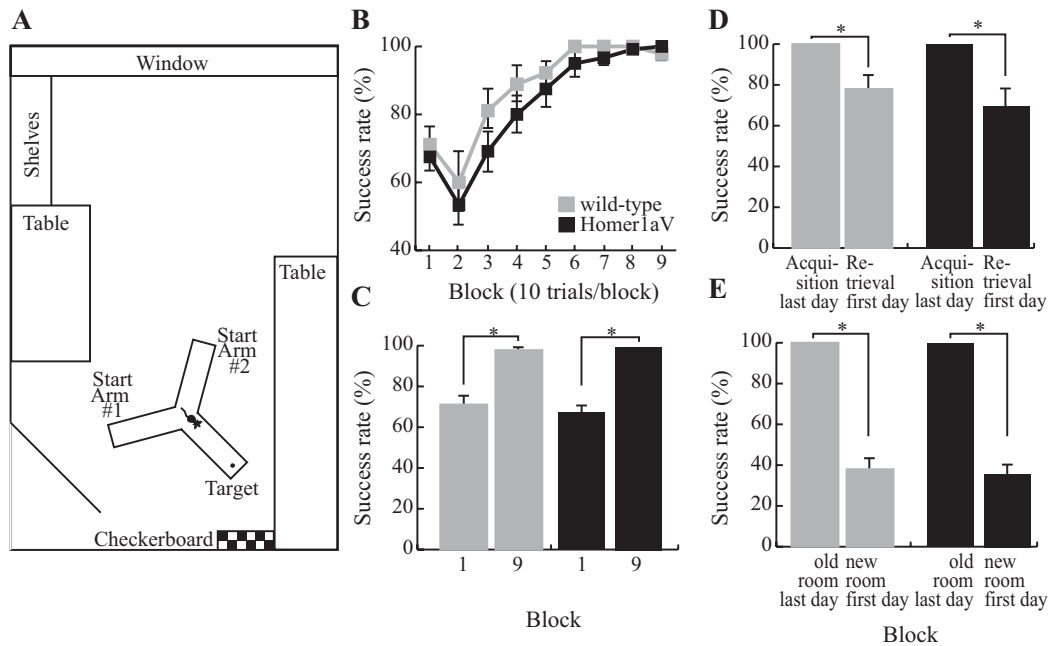 A
Window
Shelves
Table
Table
Start
Arm
#2
Start
Arm
#1
Target
Checkerboard
B
Success rate (%)
100
80
60
40
wild-type
Homer1aV
1 2 3 4 5 6 7 8 9
Block (10 trials/block)
C
Success rate (%)
100
80
60
40
20
0
*
*
1 9 1 9
Block
D
Success rate (%)
100
80
60
40
20
0
*
*
Acqui- Re- Acqui- Re-
sition trieval sition trieval
last day first day last day first day
E
Success rate (%)
100
80
60
40
20
0
*
*
old new old new
room room room room
last day first day last day first day
Block